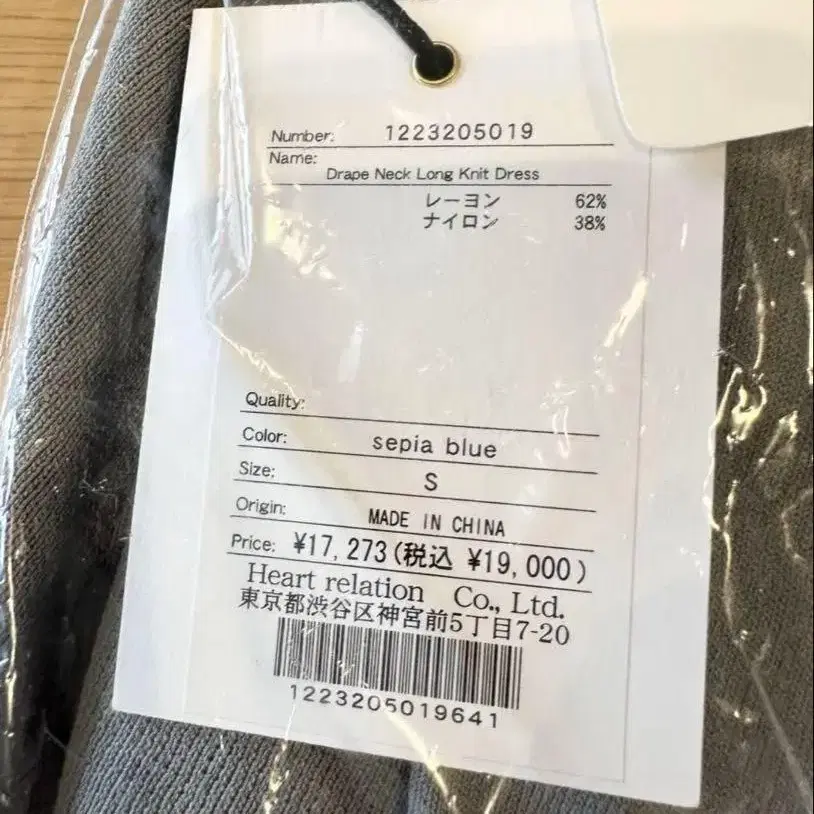 Number: 1223205019
Name:
Drape Neck Long Knit Dress
レーヨン 62%
ナイロン 38%
Quality:
Color: sepia blue
Size: S
Origin: MADE IN CHINA
Price: ¥17,273(税込 ¥19,000)
Heart relation Co., Ltd.
東京都渋谷区神宮前5丁目7-20
1223205019641